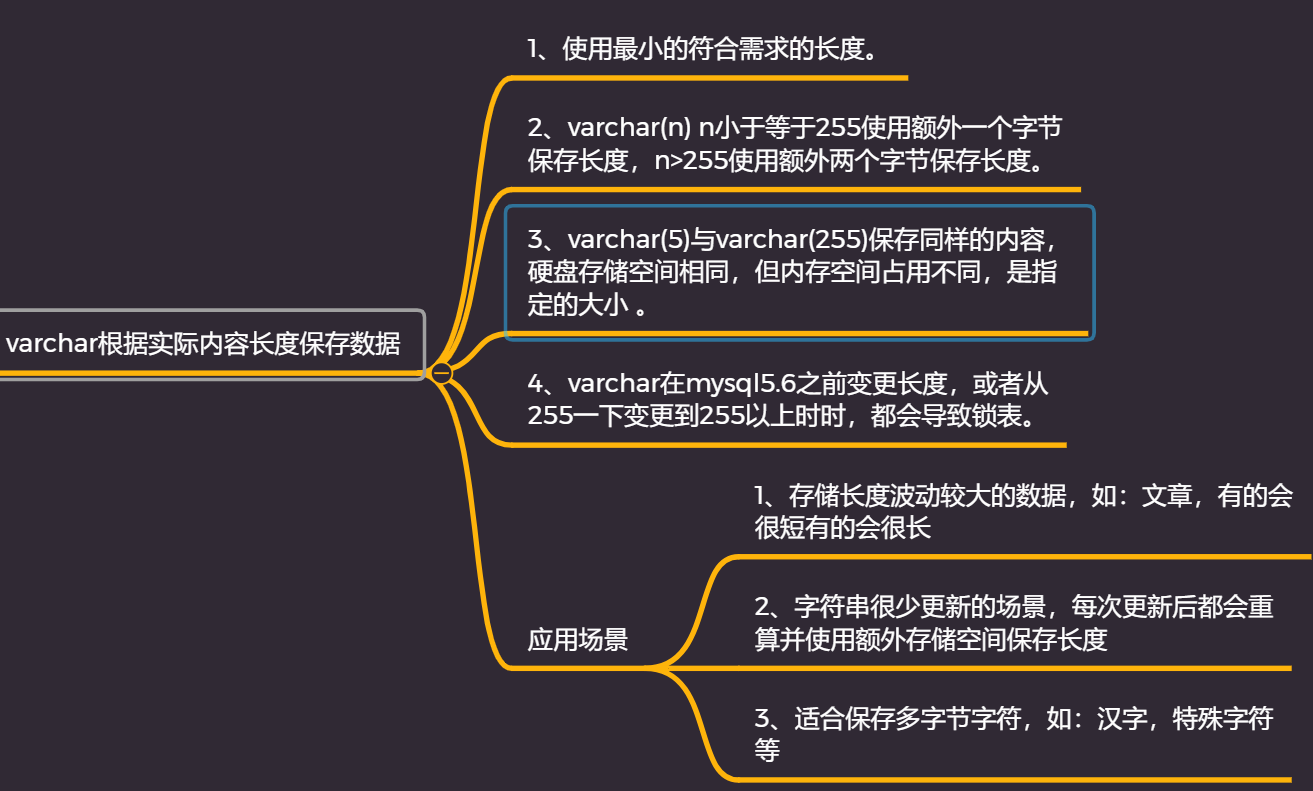 1、使用最小的符合需求的长度。
2、varchar(n) n小于等于255使用额外一个字节
保存长度，n>255使用额外两个字节保存长度。
3、varchar(5)与varchar(255)保存同样的内容，
硬盘存储空间相同，但内存空间占用不同，是指
定的大小 。
varchar根据实际内容长度保存数据
4、varchar在mysql5.6之前变更长度，或者从
255一下变更到255以上时时，都会导致锁表。
应用场景
1、存储长度波动较大的数据，如：文章，有的会
很短有的会很长
2、字符串很少更新的场景，每次更新后都会重
算并使用额外存储空间保存长度
3、适合保存多字节字符，如：汉字，特殊字符
等